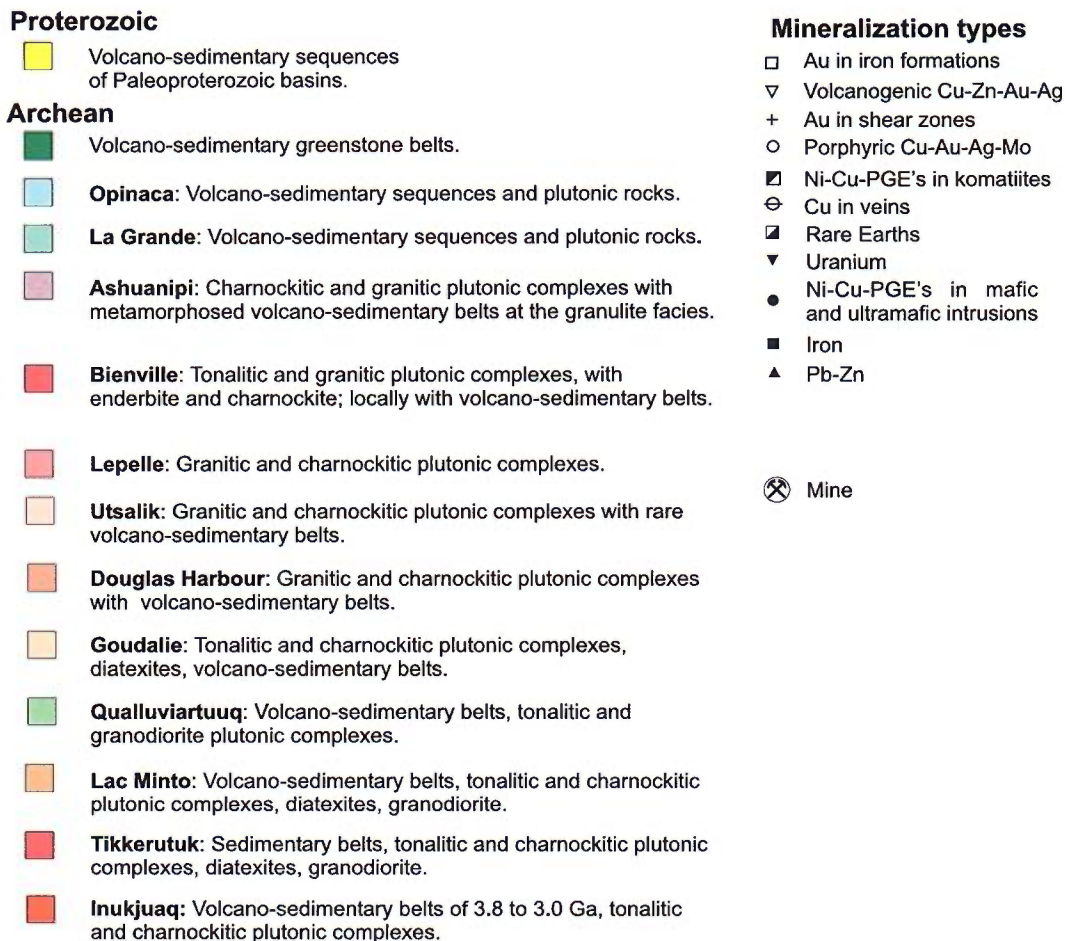 Proterozoic
Volcano-sedimentary sequences
of Paleoproterozoic basins.
Archean
Volcano-sedimentary greenstone belts.
Opinaca: Volcano-sedimentary sequences and plutonic rocks.
La Grande: Volcano-sedimentary sequences and plutonic rocks.
Ashuanipi: Charnockitic and granitic plutonic complexes with
metamorphosed volcano-sedimentary belts at the granulite facies.
Bienville: Tonalitic and granitic plutonic complexes, with
enderbite and charnockite; locally with volcano-sedimentary belts.
Lepelle: Granitic and charnockitic plutonic complexes.
Utsalik: Granitic and charnockitic plutonic complexes with rare
volcano-sedimentary belts.
Douglas Harbour: Granitic and charnockitic plutonic complexes
with volcano-sedimentary belts.
Goudalie: Tonalitic and charnockitic plutonic complexes,
diatexites, volcano-sedimentary belts.
Qualluviartuuq: Volcano-sedimentary belts, tonalitic and
granodiorite plutonic complexes.
Lac Minto: Volcano-sedimentary belts, tonalitic and charnockitic
plutonic complexes, diatexites, granodiorite.
Tikkerutuk: Sedimentary belts, tonalitic and charnockitic plutonic
complexes, diatexites, granodiorite.
Inukjuaq: Volcano-sedimentary belts of 3.8 to 3.0 Ga, tonalitic
and charnockitic plutonic complexes.
Mineralization types
Au in iron formations
Volcanogenic Cu-Zn-Au-Ag
Au in shear zones
Porphyric Cu-Au-Ag-Mo
Ni-Cu-PGE's in komatiites
Cu in veins
Rare Earths
Uranium
Ni-Cu-PGE's in mafic
and ultramafic intrusions
Iron
Pb-Zn
Mine